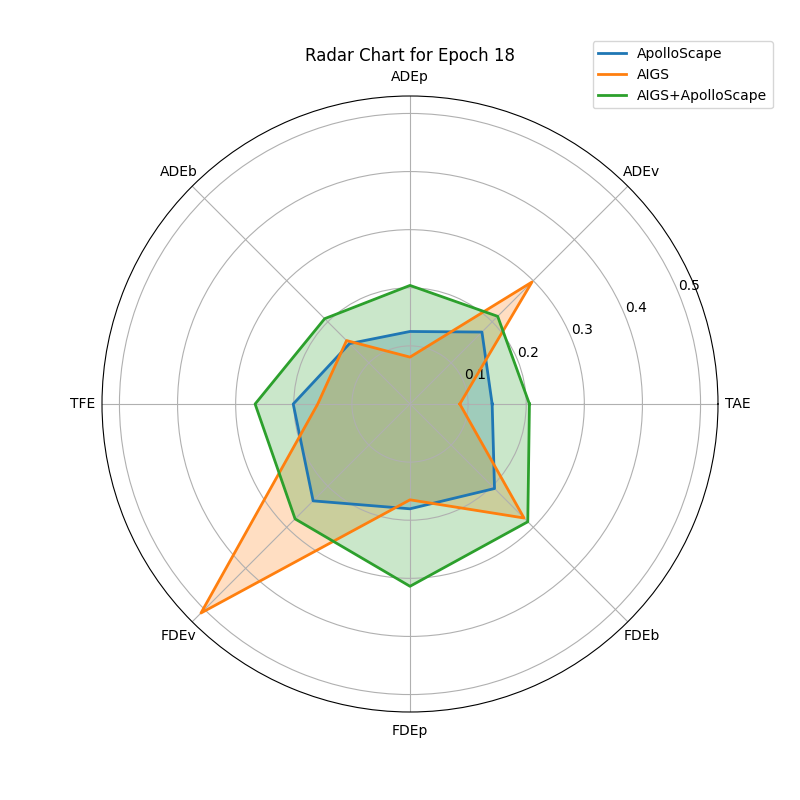 Radar Chart for Epoch 18
ApolloScape
AIGS
AIGS+ApolloScape
ADEp
ADEb
ADEv
0.5
0.4
0.3
0.2
0.1
TFE
TAE
FDEv
FDEb
FDEp